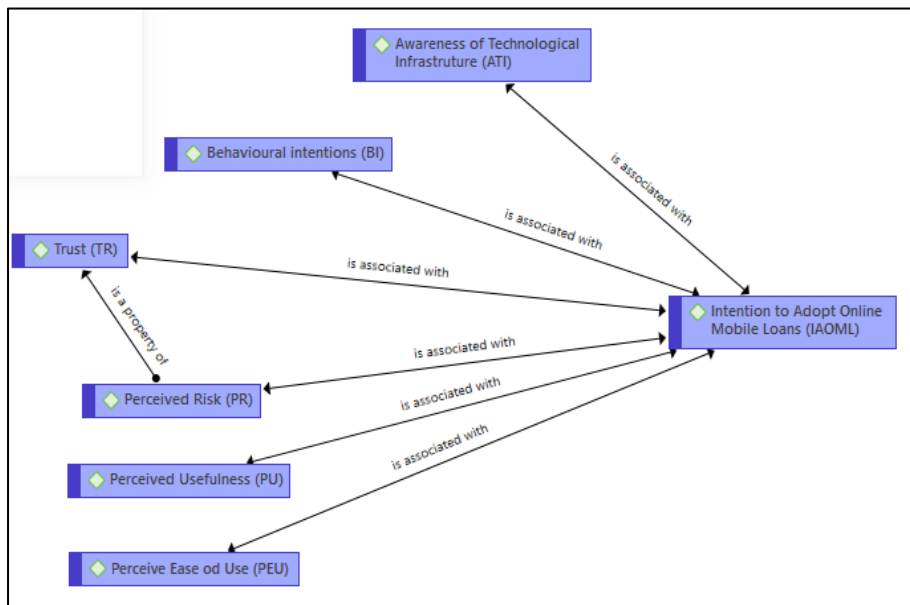 Awareness of Technological
Infrastruture (ATI)
Behavioural intentions (BI)
is associated with
is associated with
Trust (TR)
is associated with
is a property of
Intention to Adopt Online
Mobile Loans (IAOML)
is associated with
Perceived Risk (PR)
is associated with
is associated with
Perceived Usefulness (PU)
Perceive Ease od Use (PEU)